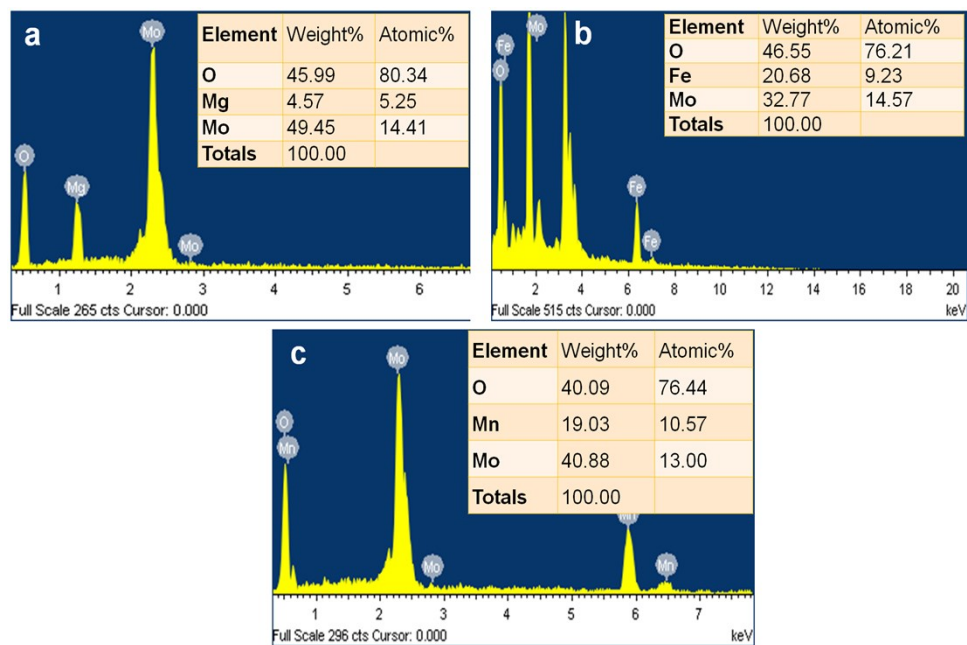 a
Element Weight% Atomic%
O 45.99 80.34
Mg 4.57 5.25
Mo 49.45 14.41
Totals 100.00
Mo
O
Mg
Mo
1 2 3 4 5 6
Full Scale 265 cts Cursor: 0.000
b
Element Weight% Atomic%
O 46.55 76.21
Fe 20.68 9.23
Mo 32.77 14.57
Totals 100.00
Fe
Mo
O
Fe
Fe
2 4 6 8 10 12 14 16 18 20
Full Scale 515 cts Cursor: 0.000 keV
c
Element Weight% Atomic%
O 40.09 76.44
Mn 19.03 10.57
Mo 40.88 13.00
Totals 100.00
Mo
O
Mn
Mn
Mo
Mn
1 2 3 4 5 6 7
Full Scale 296 cts Cursor: 0.000 keV